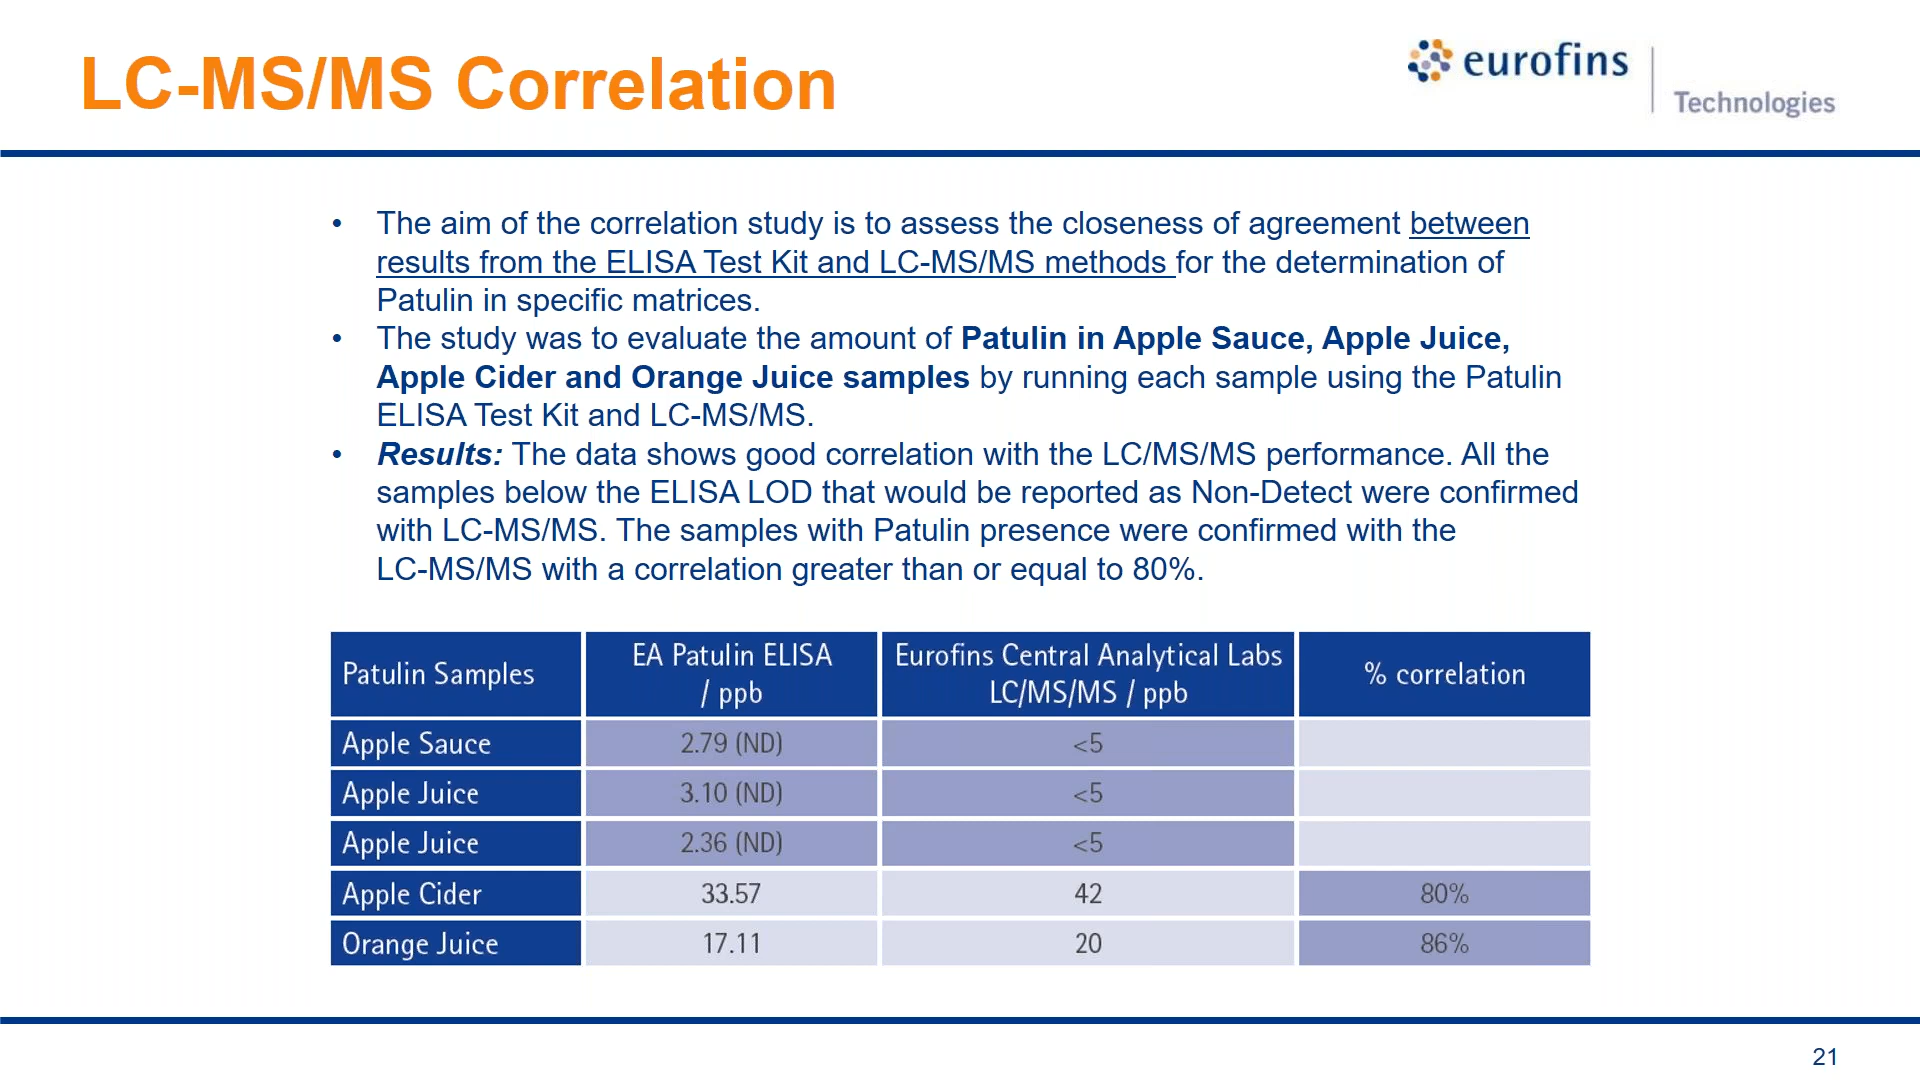 LC-MS/MS Correlation
eurofins
Technologies
• The aim of the correlation study is to assess the closeness of agreement between
results from the ELISA Test Kit and LC-MS/MS methods for the determination of
Patulin in specific matrices.
• The study was to evaluate the amount of Patulin in Apple Sauce, Apple Juice,
Apple Cider and Orange Juice samples by running each sample using the Patulin
ELISA Test Kit and LC-MS/MS.
• Results: The data shows good correlation with the LC/MS/MS performance. All the
samples below the ELISA LOD that would be reported as Non-Detect were confirmed
with LC-MS/MS. The samples with Patulin presence were confirmed with the
LC-MS/MS with a correlation greater than or equal to 80%.
Patulin Samples
EA Patulin ELISA
/ ppb
Eurofins Central Analytical Labs
LC/MS/MS / ppb
% correlation
Apple Sauce 2.79 (ND) <5
Apple Juice 3.10 (ND) <5
Apple Juice 2.36 (ND) <5
Apple Cider 33.57 42 80%
Orange Juice 17.11 20 86%
21